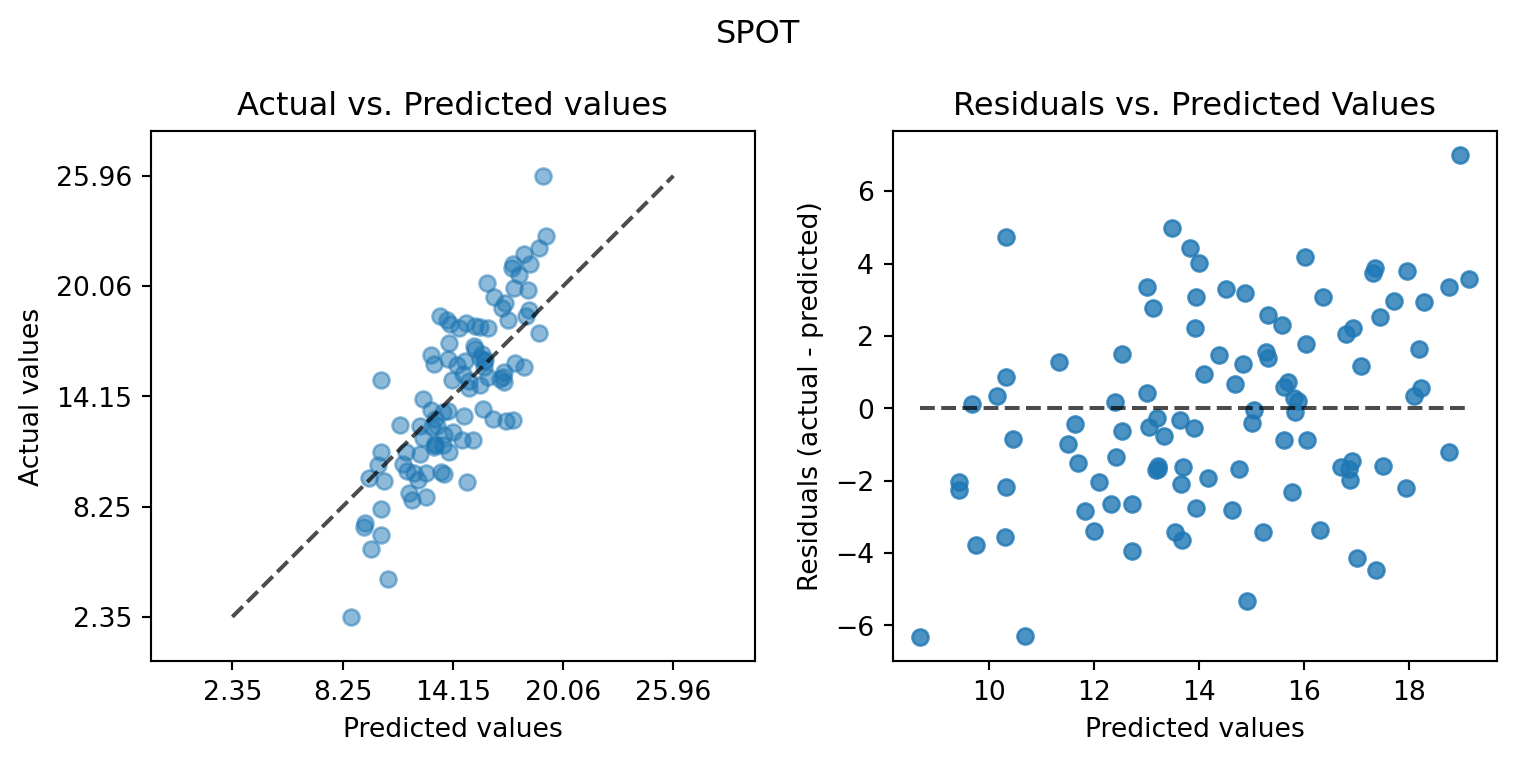 SPOT
Actual vs. Predicted values
Actual values
25.96
20.06
14.15
8.25
2.35
2.35 8.25 14.15 20.06 25.96
Predicted values
Residuals vs. Predicted Values
Residuals (actual - predicted)
6
4
2
0
−2
−4
−6
10 12 14 16 18
Predicted values